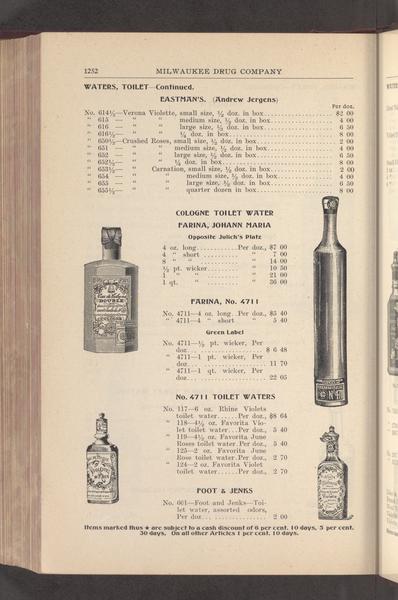 1252 MILWAUKEE DRUG COMPANY
WATERS, TOILET—Continued.
EASTMAN'S. (Andrew Jergens)
Per doz.
No. 614½—Verona Violette, small size, ½ doz. in box $2 00
" 615 — " " medium size, ½ doz. in box 4 00
" 616 — " " large size, ½ doz. in box 6 50
" 616½— " " ¼ doz. in box 8 00
" 650½—Crushed Roses, small size, ½ doz. in box 2 00
" 651 — " " medium size, ½ doz. in box 4 00
" 652 — " " large size, ½ doz. in box 6 50
" 652½— " " ¼ doz. in box 8 00
" 653½— " Carnation, small size, ½ doz. in box 2 00
" 654 — " " medium size, ½ doz. in box 4 00
" 655 — " " large size, ½ doz. in box 6 50
" 655½— " " quarter dozen in box 8 00
COLOGNE TOILET WATER
FARINA, JOHANN MARIA
Opposite Julich's Platz
4 oz. long Per doz., $7 00
4 " short " 7 00
8 " " " 14 00
½ pt. wicker " 10 50
1 " " " 21 00
1 qt. " " 36 00
FARINA, No. 4711
No. 4711—4 oz. long Per doz., $5 40
" 4711—4 " short " 5 40
Green Label
No. 4711—½ pt. wicker, Per
doz. $ 6 48
" 4711—1 pt. wicker, Per
doz. 11 70
" 4711—1 qt. wicker, Per
doz. 22 05
No. 4711 TOILET WATERS
No. 117—6 oz. Rhine Violets
toilet water Per doz., $8 64
" 118—4½ oz. Favorita Vio-
let toilet water Per doz., 5 40
" 119—4½ oz. Favorita June
Roses toilet water Per doz., 5 40
" 125—2 oz. Favorita June
Rose toilet water Per doz., 2 70
" 124—2 oz. Favorita Violet
toilet water Per doz., 2 70
FOOT & JENKS
No. 601—Foot and Jenks—Toi-
let water, assorted odors,
Per doz. 2 00
Items marked thus ★ are subject to a cash discount of 6 per cent. 10 days, 5 per cent.
30 days. On all other Articles 1 per cent. 10 days.